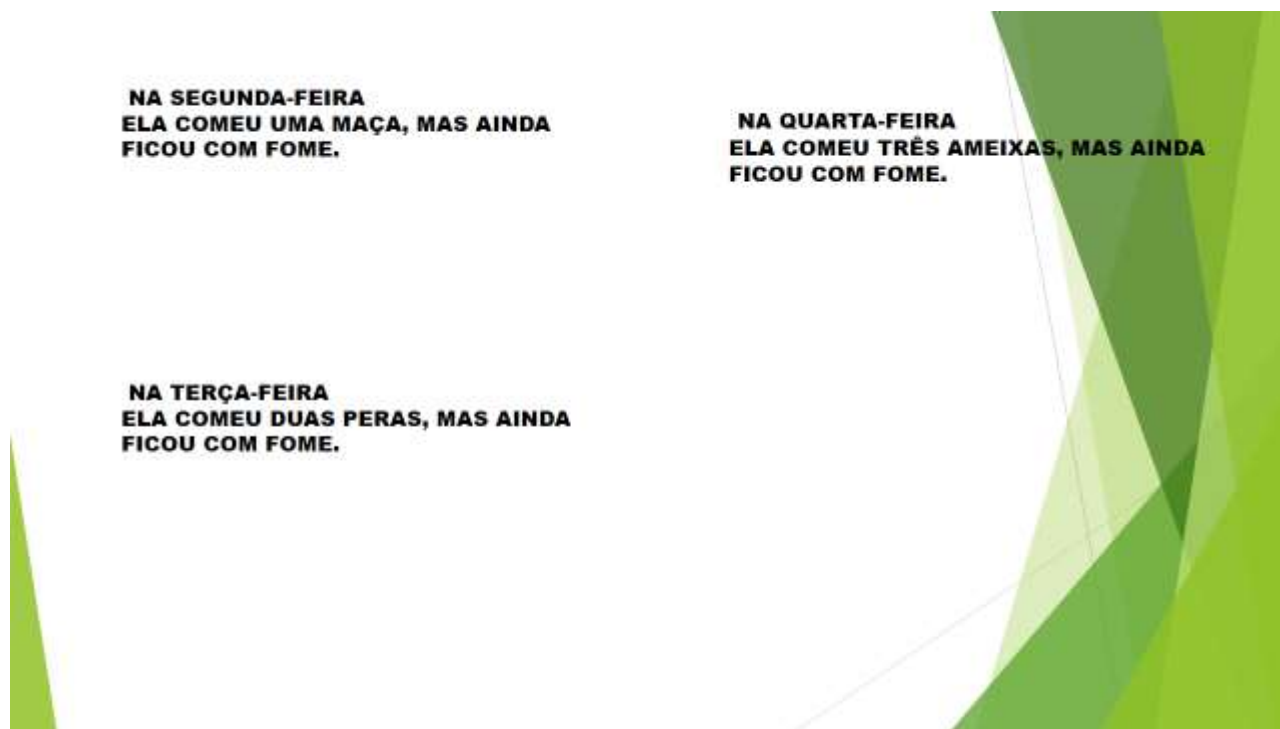 NA SEGUNDA-FEIRA
ELA COMEU UMA MAÇA, MAS AINDA
FICOU COM FOME.
NA TERÇA-FEIRA
ELA COMEU DUAS PERAS, MAS AINDA
FICOU COM FOME.
NA QUARTA-FEIRA
ELA COMEU TRÊS AMEIXAS, MAS AINDA
FICOU COM FOME.